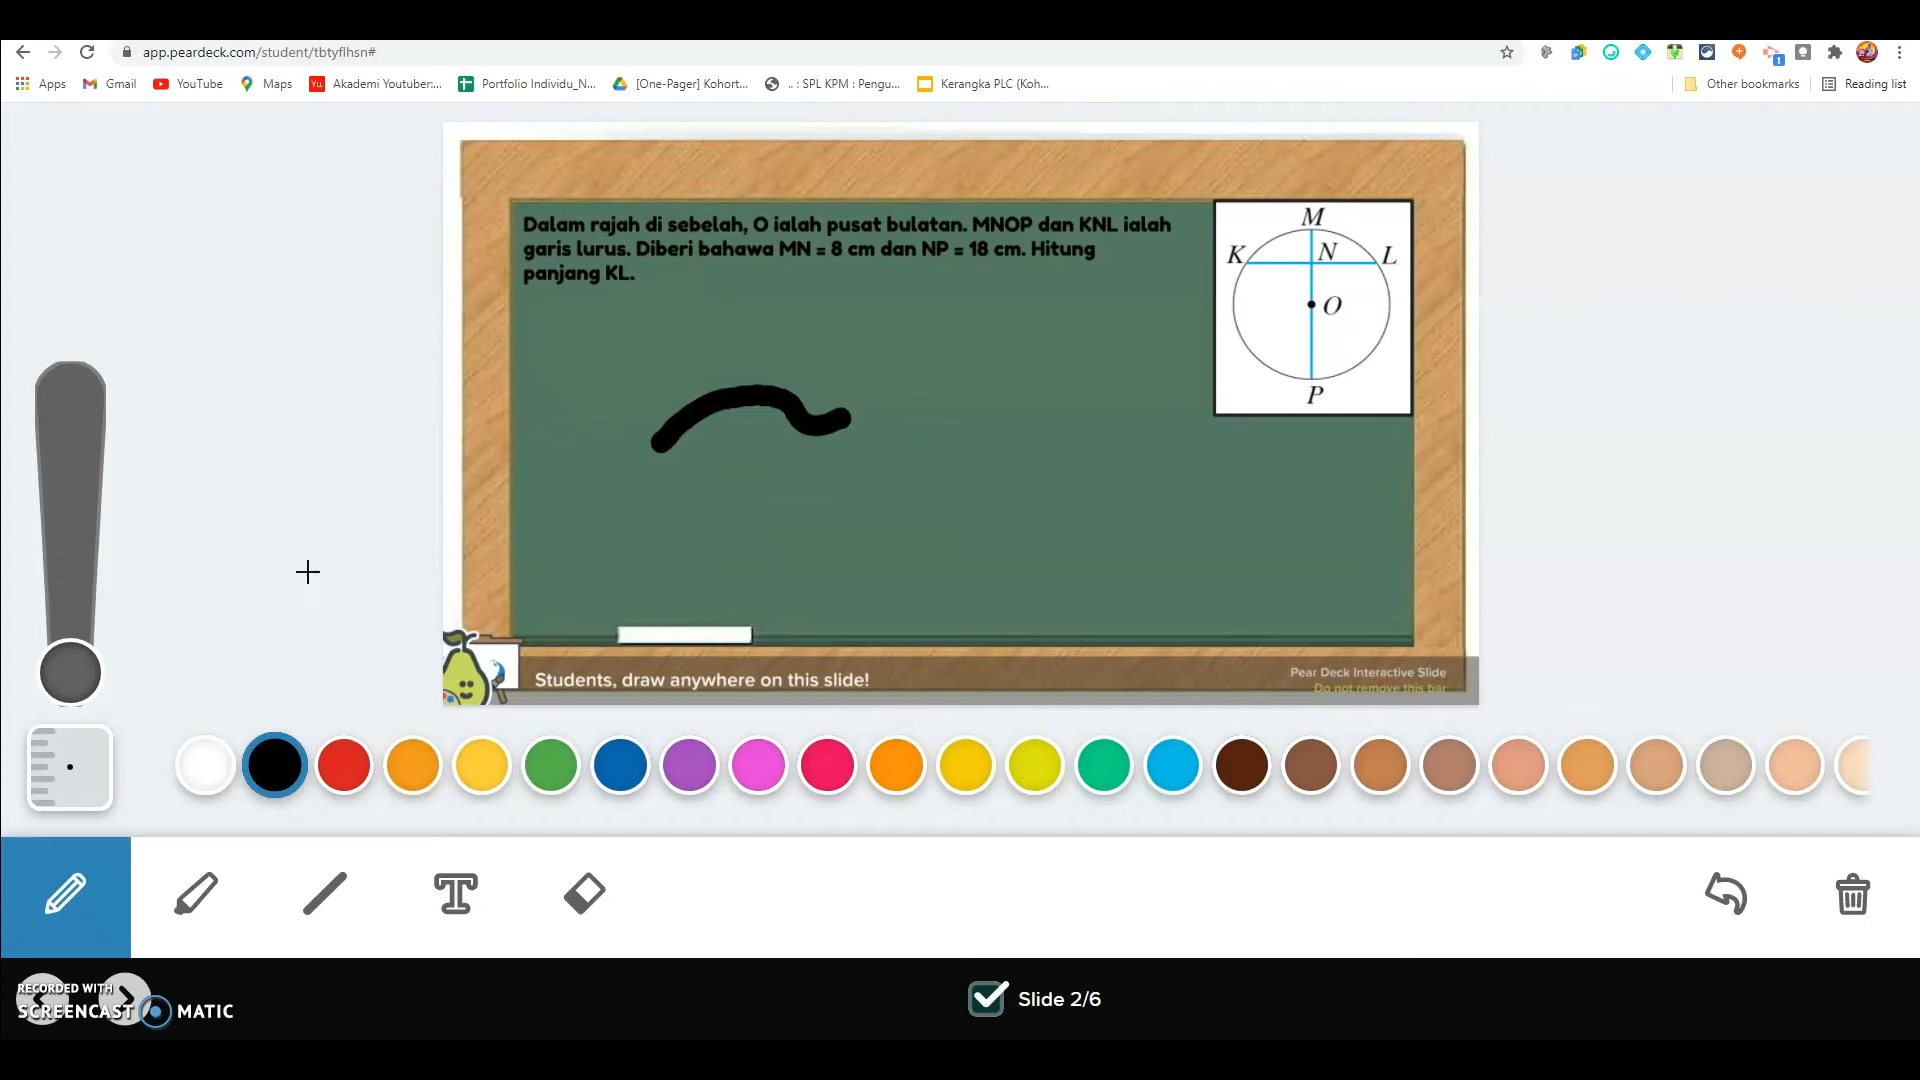 app.peardeck.com/student/tbtyflhsn#
Apps Gmail YouTube Maps Yu. Akademi Youtuber:... Portfolio Individu_N... [One-Pager] Kohort... .. : SPL KPM : Pengu... Kerangka PLC (Koh... Other bookmarks Reading list
1
Dalam rajah di sebelah, O ialah pusat bulatan. MNOP dan KNL ialah
garis lurus. Diberi bahawa MN = 8 cm dan NP = 18 cm. Hitung
panjang KL.
M
K N L
O
P
Students, draw anywhere on this slide!
Pear Deck Interactive Slide
Do not remove this bar
T
RECORDED WITH
SCREENCAST MATIC
Slide 2/6